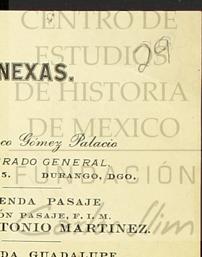 CENTRO DE
ESTUDIOS
29
NEXAS.
DE HISTORIA
DE MEXICO
co Gómez Palacio
ERADO GENERAL,
5. DURANGO, DGO.
FUNDACIÓN
ENDA PASAJE
ÓN PASAJE, F. I. M.
TONIO MARTINEZ.
DA GUADALUPE